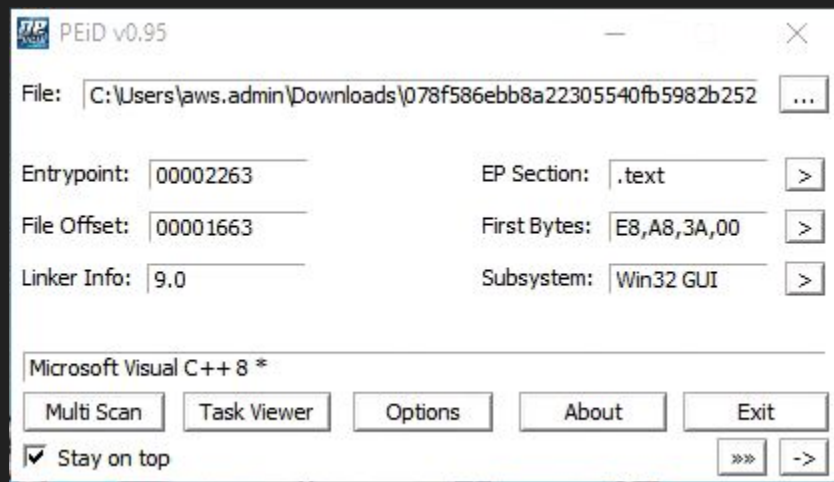 PEiD v0.95
File: C:\Users\aws.admin\Downloads\078f586ebb8a22305540fb5982b252 ...
Entrypoint: 00002263 EP Section: .text >
File Offset: 00001663 First Bytes: E8,A8,3A,00 >
Linker Info: 9.0 Subsystem: Win32 GUI >
Microsoft Visual C++ 8 *
Multi Scan Task Viewer Options About Exit
Stay on top »» ->